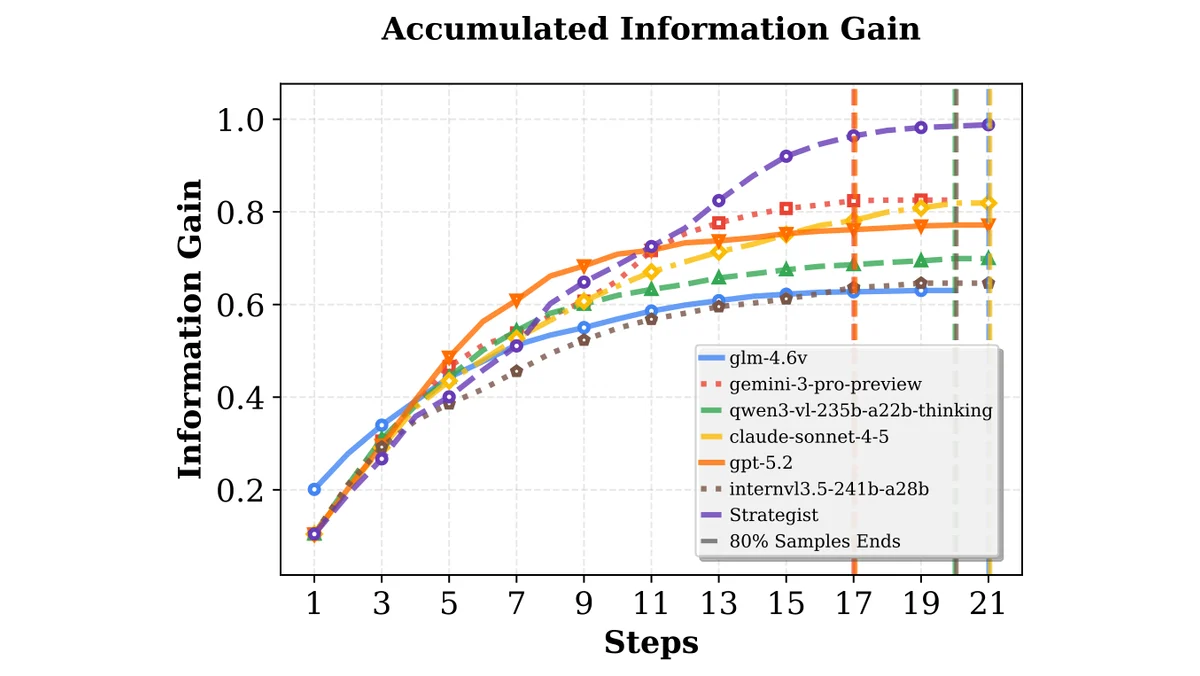 Accumulated Information Gain
Information Gain
1.0
0.8
0.6
0.4
0.2
glm-4.6v
gemini-3-pro-preview
qwen3-vl-235b-a22b-thinking
claude-sonnet-4-5
gpt-5.2
internvl3.5-241b-a28b
Strategist
80% Samples Ends
1 3 5 7 9 11 13 15 17 19 21
Steps